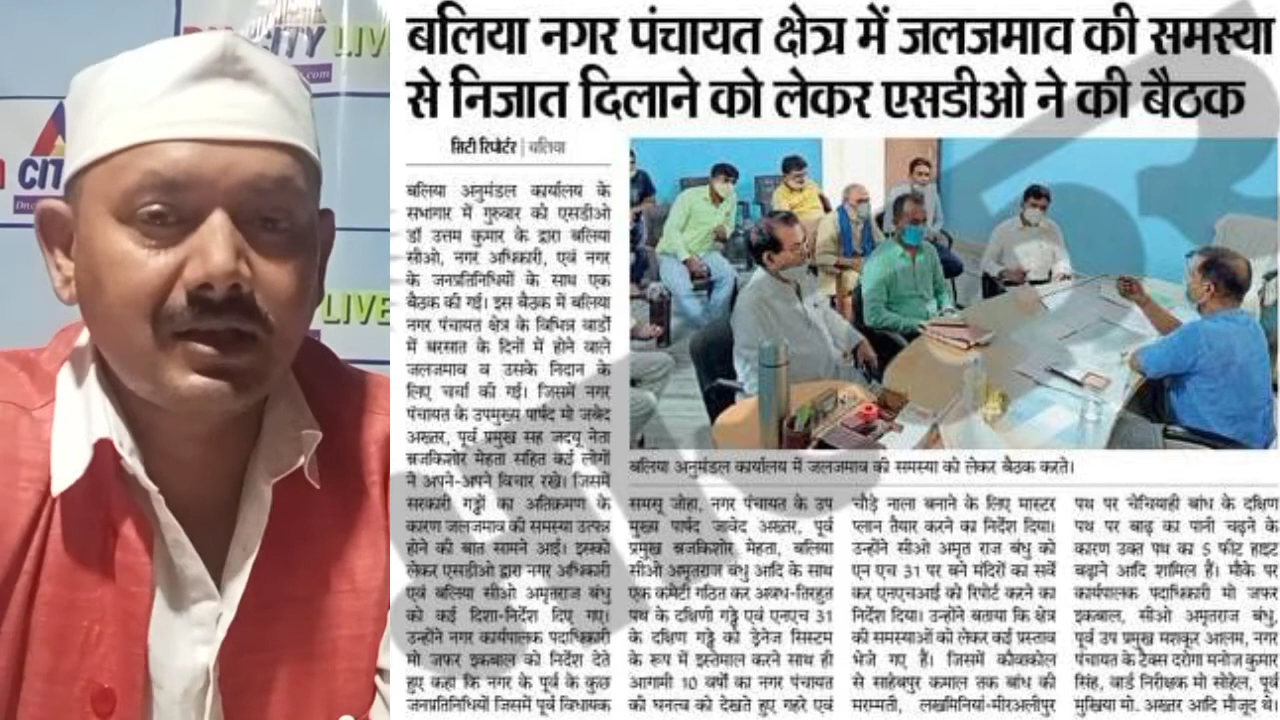 CITY LIVE
.com
CIT
LIVE
बलिया नगर पंचायत क्षेत्र में जलजमाव की समस्या
से निजात दिलाने को लेकर एसडीओ ने की बैठक
सिटी रिपोर्टर | बलिया
बलिया अनुमंडल कार्यालय के
सभागार में गुरुवार को एसडीओ
डॉ उत्तम कुमार के द्वारा बलिया
सीओ, नगर अधिकारी, एवं नगर
के जनप्रतिनिधियों के साथ एक
बैठक की गई। इस बैठक में बलिया
नगर पंचायत क्षेत्र के विभिन्न वार्डों
में बरसात के दिनों में होने वाले
जलजमाव व उसके निदान के
लिए चर्चा की गई। जिसमें नगर
पंचायत के उपमुख्य पार्षद मो जबेद
अख्तर, पूर्व प्रमुख सह जदयू नेता
ब्रजकिशोर मेहता सहित कई लोगों
ने अपने-अपने विचार रखे। जिसमें
सरकारी गड्ढों का अतिक्रमण के
कारण जलजमाव की समस्या उत्पन्न
होने की बात सामने आई। इसको
लेकर एसडीओ द्वारा नगर अधिकारी
एवं बलिया सीओ अमृतराज बंधु
को कई दिशा-निर्देश दिए गए।
उन्होंने नगर कार्यपालक पदाधिकारी
मो जफर इकबाल को निर्देश देते
हुए कहा कि नगर के पूर्व के कुछ
जनप्रतिनिधियों जिसमें पूर्व विधायक
बलिया अनुमंडल कार्यालय में जलजमाव की समस्या को लेकर बैठक करते।
समसू जोहा, नगर पंचायत के उप
मुख्य पार्षद जावेद अख्तर, पूर्व
प्रमुख ब्रजकिशोर मेहता, बलिया
सीओ अमृतराज बंधु आदि के साथ
एक कमेटी गठित कर अवध-तिरहुत
पथ के दक्षिणी गड्ढे एवं एनएच 31
के दक्षिण गड्ढे को ड्रेनेज सिस्टम
के रूप में इस्तेमाल करने साथ ही
आगामी 10 वर्षों का नगर पंचायत
की घनत्व को देखते हुए गहरे एवं
चौड़े नाला बनाने के लिए मास्टर
प्लान तैयार करने का निर्देश दिया।
उन्होंने सीओ अमृत राज बंधु को
एन एच 31 पर बने मंदिरों का सर्वे
कर एनएचआई को रिपोर्ट करने का
निर्देश दिया। उन्होंने बताया कि क्षेत्र
की समस्याओं को लेकर कई प्रस्ताव
भेजे गए हैं। जिसमें कौवाकोल
से साहेबपुर कमाल तक बांध की
मरम्मती, लखमिनियां-मीरअलीपुर
पथ पर चेचियाही बांध के दक्षिण
पथ पर बाढ़ का पानी चढ़ने के
कारण उक्त पथ का 5 फीट हाइट
बढ़ाने आदि शामिल हैं। मौके पर
कार्यपालक पदाधिकारी मो जफर
इकबाल, सीओ अमृतराज बंधु,
पूर्व उप प्रमुख मशकूर आलम, नगर
पंचायत के टैक्स दरोगा मनोज कुमार
सिंह, वार्ड निरीक्षक मो सोहेल, पूर्व
मुखिया मो. अख्तर आदि मौजूद थे।